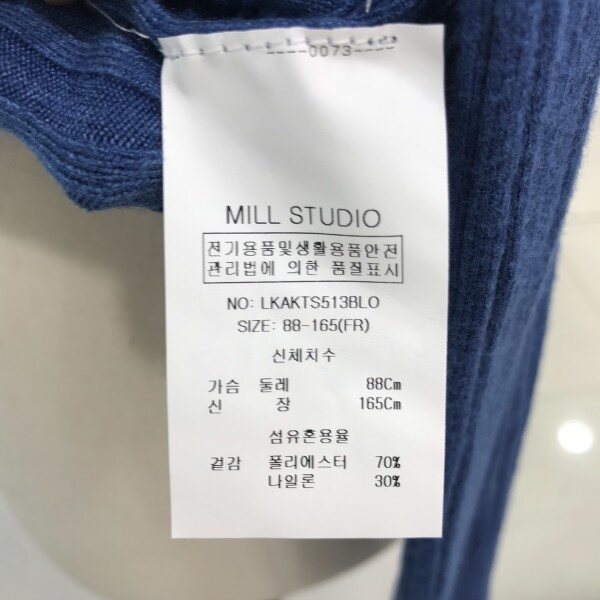 0073
MILL STUDIO
전기용품및생활용품안전
관리법에 의한 품질표시
NO: LKAKTS513BLO
SIZE: 88-165(FR)
신체치수
가슴 둘레 88Cm
신 장 165Cm
섬유혼용율
겉감 폴리에스터 70%
나일론 30%